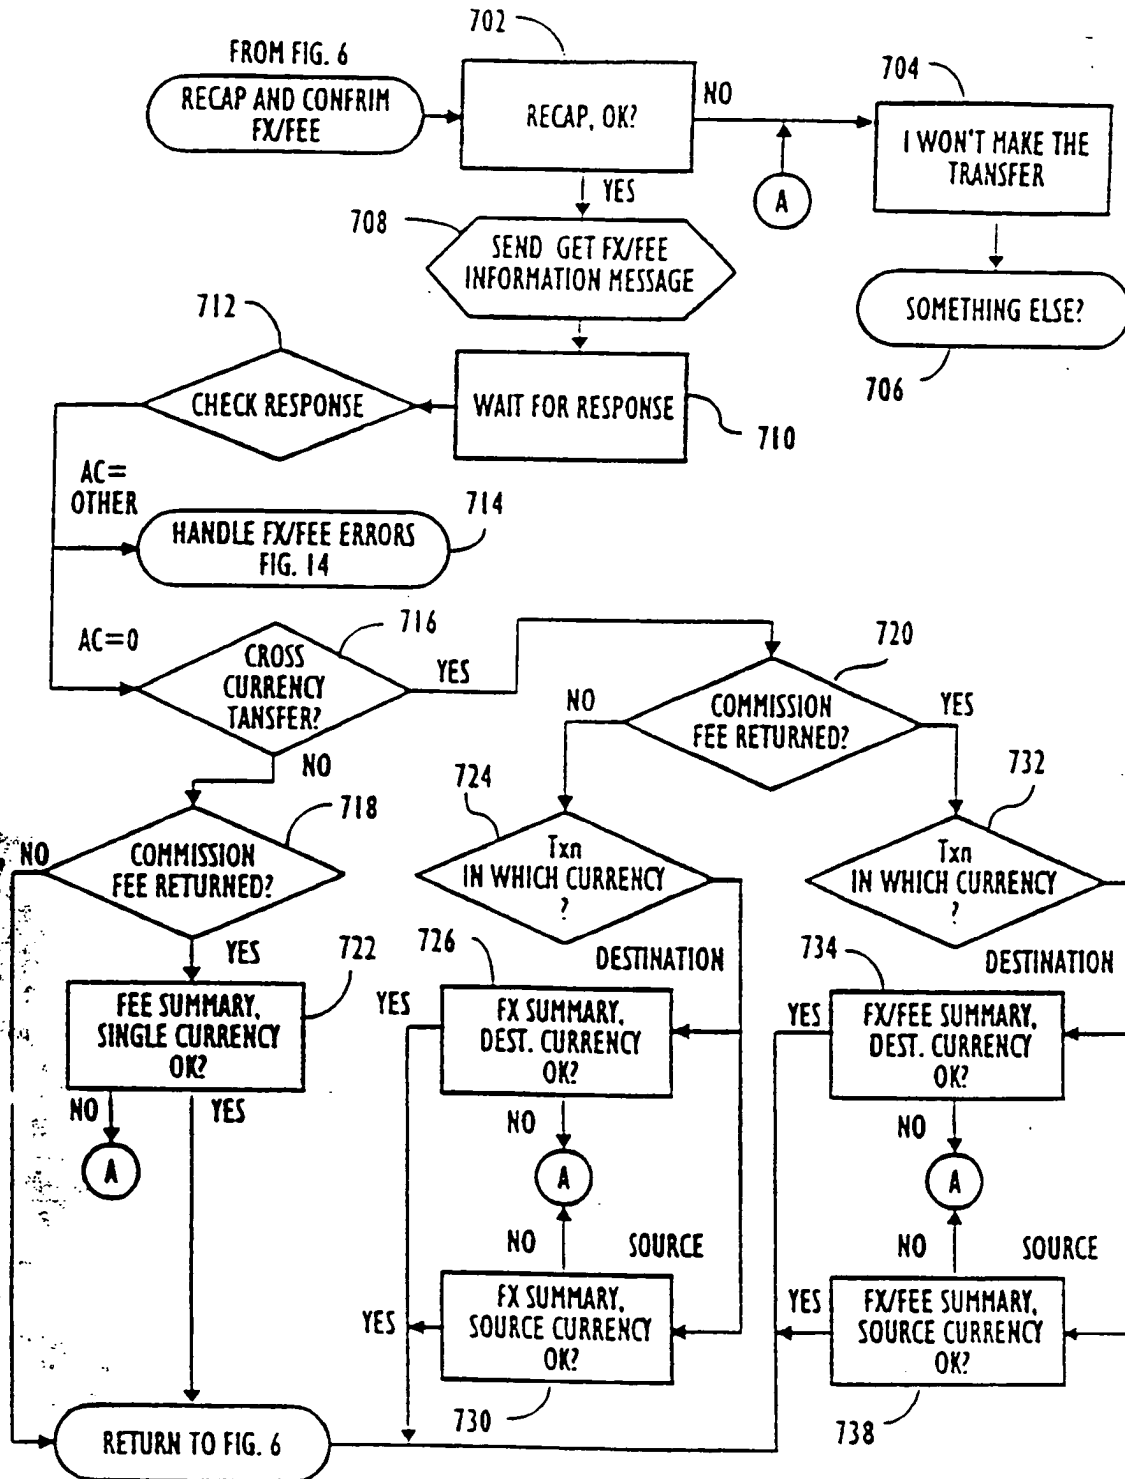 702
FROM FIG. 6
RECAP AND CONFRIM
FX/FEE
RECAP, OK?
NO
704
I WON'T MAKE THE
TRANSFER
A
YES
708
SEND GET FX/FEE
INFORMATION MESSAGE
SOMETHING ELSE?
706
712
CHECK RESPONSE
WAIT FOR RESPONSE
710
AC=
OTHER
714
HANDLE FX/FEE ERRORS
FIG. 14
AC=0
716
CROSS
CURRENCY
TANSFER?
YES
NO
720
COMMISSION
FEE RETURNED?
NO
YES
718
COMMISSION
FEE RETURNED?
NO
YES
724
Txn
IN WHICH CURRENCY
?
732
Txn
IN WHICH CURRENCY
?
722
FEE SUMMARY,
SINGLE CURRENCY
OK?
NO
YES
A
726
DESTINATION
YES
FX SUMMARY,
DEST. CURRENCY
OK?
NO
A
NO
SOURCE
YES
FX SUMMARY,
SOURCE CURRENCY
OK?
730
734
DESTINATION
YES
FX/FEE SUMMARY,
DEST. CURRENCY
OK?
NO
A
NO
SOURCE
YES
FX/FEE SUMMARY,
SOURCE CURRENCY
OK?
738
RETURN TO FIG. 6